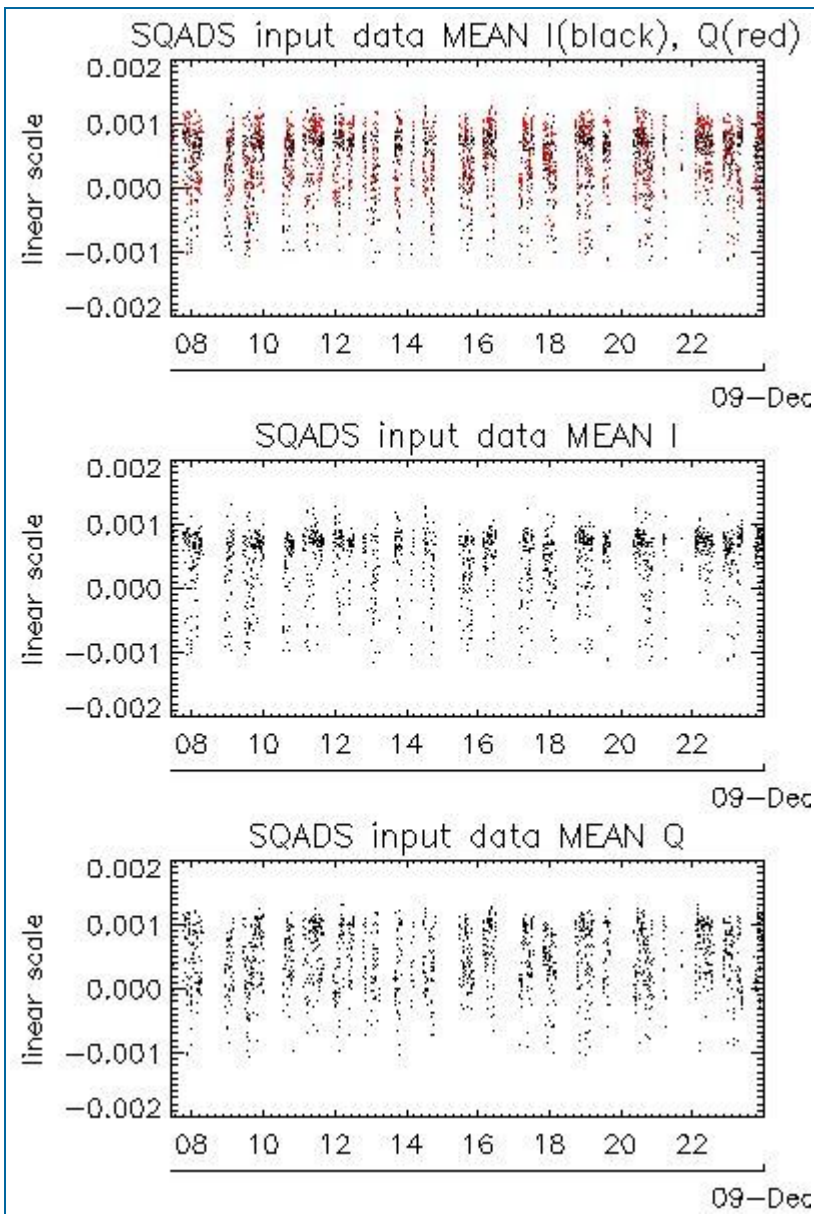 SQADS input data MEAN I(black), Q(red)
linear scale
0.002
0.001
0.000
−0.001
−0.002
08 10 12 14 16 18 20 22
09-Dec
SQADS input data MEAN I
linear scale
0.002
0.001
0.000
−0.001
−0.002
08 10 12 14 16 18 20 22
09-Dec
SQADS input data MEAN Q
linear scale
0.002
0.001
0.000
−0.001
−0.002
08 10 12 14 16 18 20 22
09-Dec